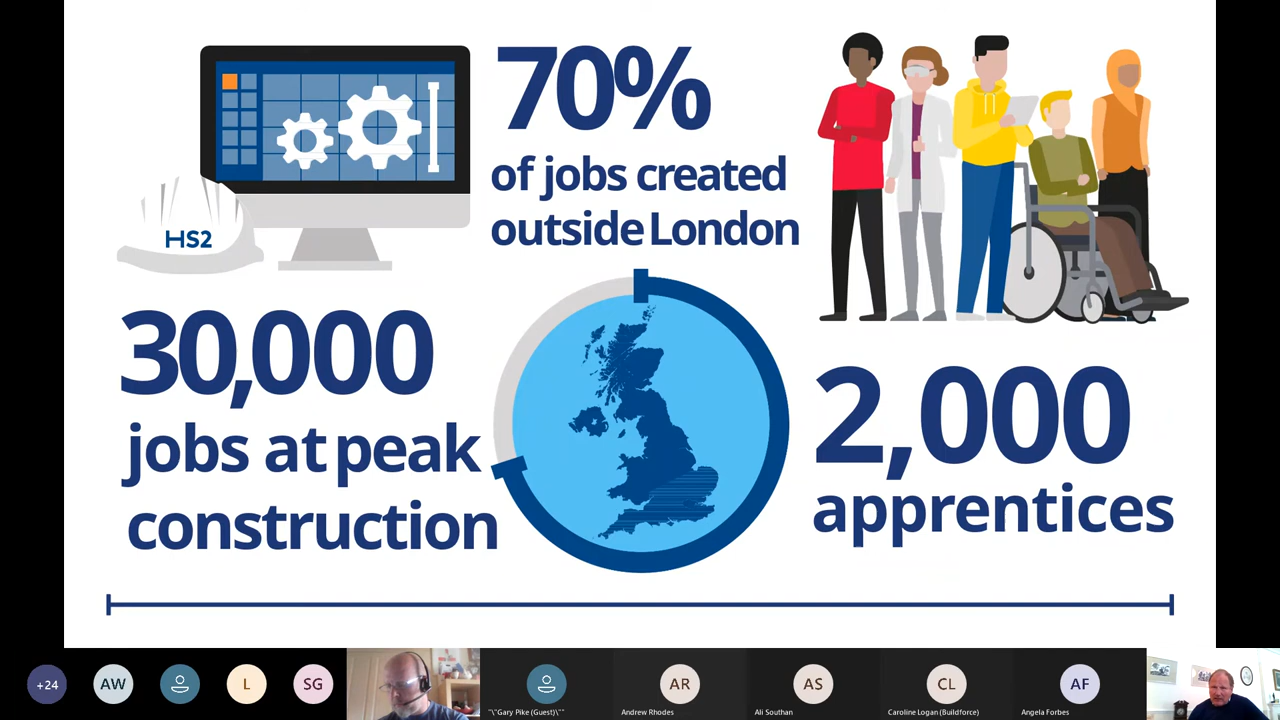 70%
of jobs created
outside London
HS2
30,000
jobs at peak
construction
2,000
apprentices
+24
AW
L
SG
AR
AS
CL
AF
"\"Gary Pike (Guest)\""
Andrew Rhodes
Ali Southan
Caroline Logan (Buildforce)
Angela Forbes